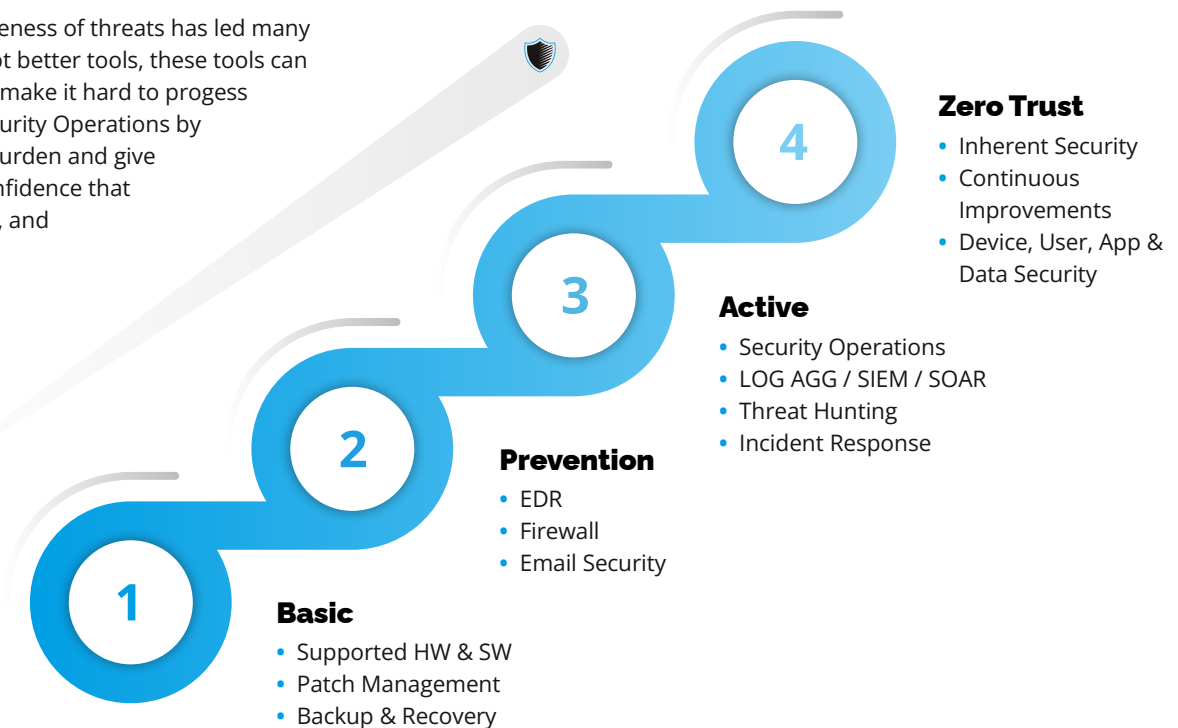 eness of threats has led many
t better tools, these tools can
make it hard to progess
urity Operations by
urden and give
nfidence that
, and
4
Zero Trust
• Inherent Security
• Continuous
Improvements
• Device, User, App &
Data Security
3
Active
• Security Operations
• LOG AGG / SIEM / SOAR
• Threat Hunting
• Incident Response
2
Prevention
• EDR
• Firewall
• Email Security
1
Basic
• Supported HW & SW
• Patch Management
• Backup & Recovery